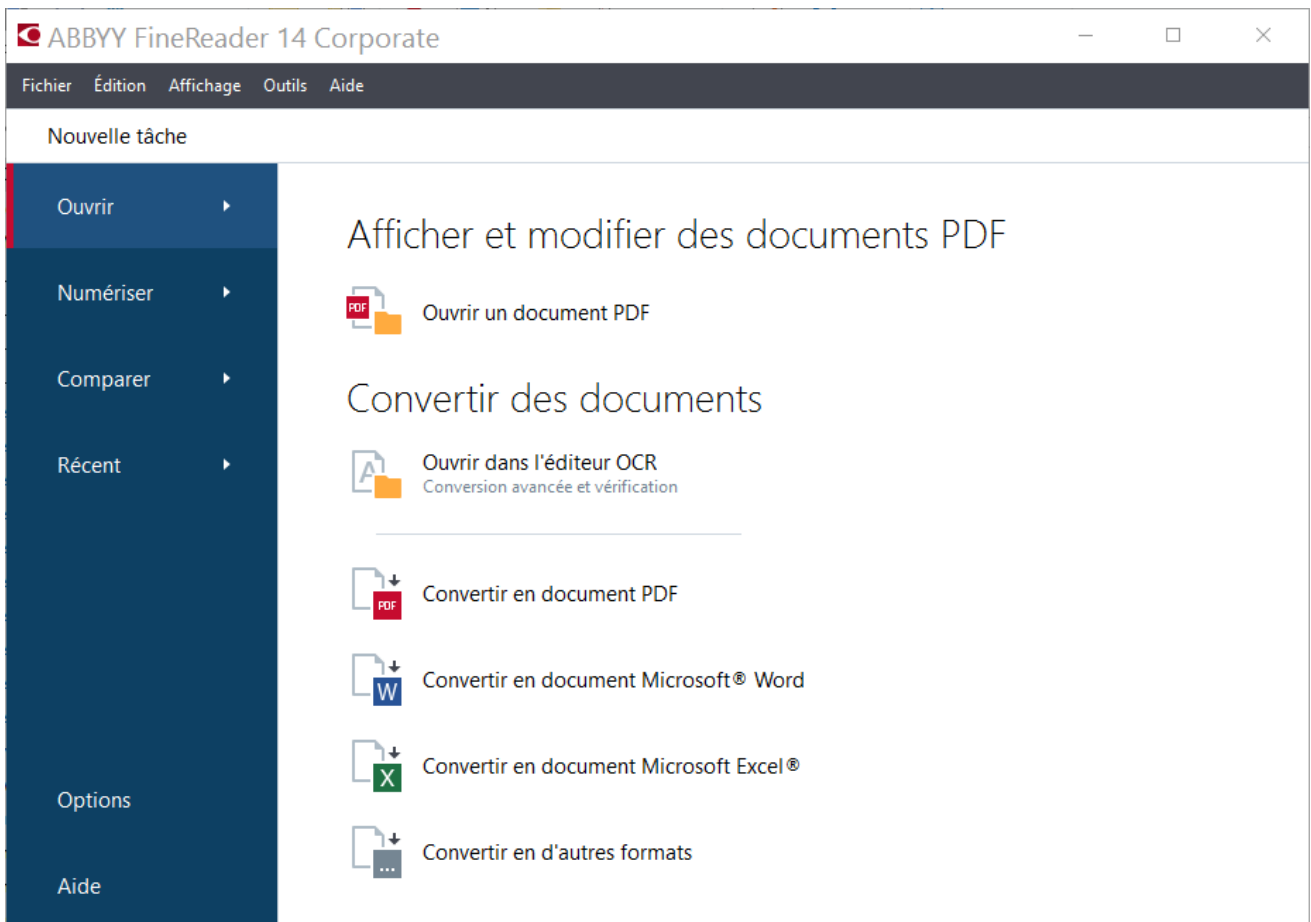 ABBYY FineReader 14 Corporate
Fichier Édition Affichage Outils Aide
Nouvelle tâche
Ouvrir
Numériser
Comparer
Récent
Options
Aide
Afficher et modifier des documents PDF
PDF
Ouvrir un document PDF
Convertir des documents
A
Ouvrir dans l'éditeur OCR
Conversion avancée et vérification
PDF
Convertir en document PDF
W
Convertir en document Microsoft® Word
X
Convertir en document Microsoft Excel®
...
Convertir en d'autres formats